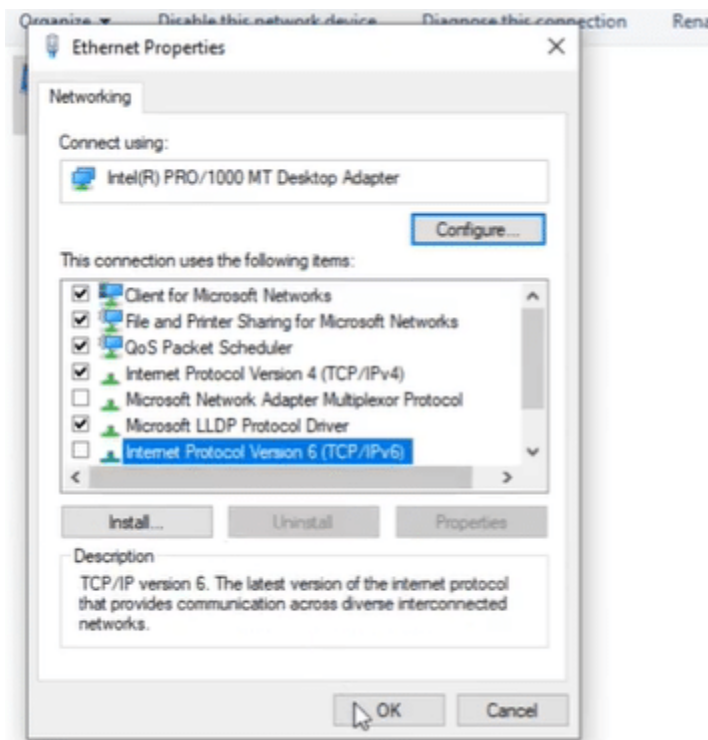 Organize Disable this network device Diagnose this connection Rena
Ethernet Properties
Networking
Connect using:
Intel(R) PRO/1000 MT Desktop Adapter
Configure...
This connection uses the following items:
Client for Microsoft Networks
File and Printer Sharing for Microsoft Networks
QoS Packet Scheduler
Internet Protocol Version 4 (TCP/IPv4)
Microsoft Network Adapter Multiplexor Protocol
Microsoft LLDP Protocol Driver
Internet Protocol Version 6 (TCP/IPv6)
Install... Uninstall Properties
Description
TCP/IP version 6. The latest version of the internet protocol
that provides communication across diverse interconnected
networks.
OK Cancel